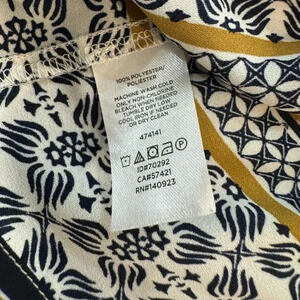 100% POLYESTER/
POLIESTER
MACHINE WASH COLD
ONLY NON-CHLORINE
BLEACH WHEN NEEDED
TUMBLE DRY LOW
COOL IRON IF NEEDED
OR DRY CLEAN
474141
ID#70292
CA#57421
RN#140923